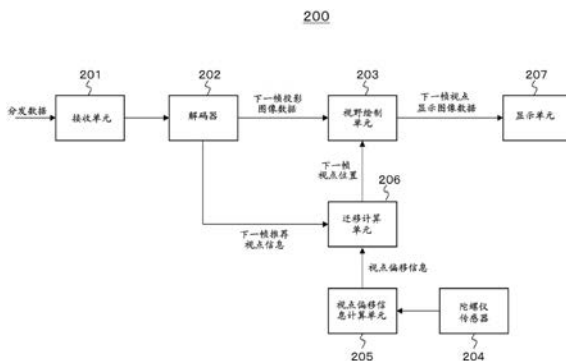 200
201
202
203
207
分发数据
接收单元
解码器
下一帧投影
图像数据
视野绘制
单元
下一帧视点
显示图像数据
显示单元
下一帧
视点位置
206
迁移计算
单元
下一帧推荐
视点信息
视点偏移信息
视点偏移信
息计算单元
陀螺仪
传感器
205
204